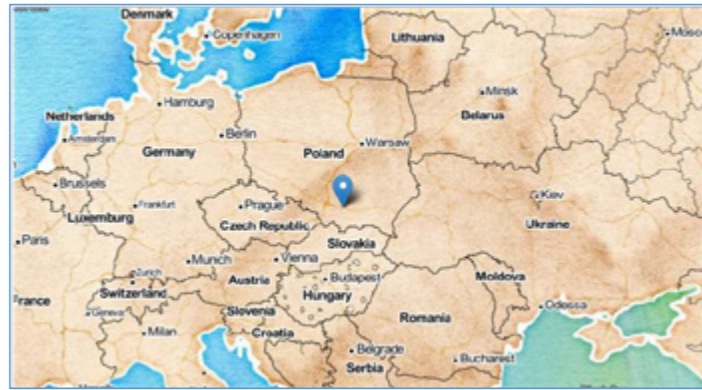 Denmark
Copenhagen
Lithuania
Mosco
Minsk
Belarus
Netherlands
Hamburg
Amsterdam
Berlin
Germany
Poland
Warsaw
Brussels
Luxemburg
Frankfurt
Prague
Czech Republic
Kiev
Ukraine
Paris
Slovakia
Munich
Vienna
Zurich
Austria
Budapest
Moldova
Switzerland
Hungary
rance
Geneva
Slovenia
Odessa
Romania
Milan
Croatia
Belgrade
Bucharest
Serbia